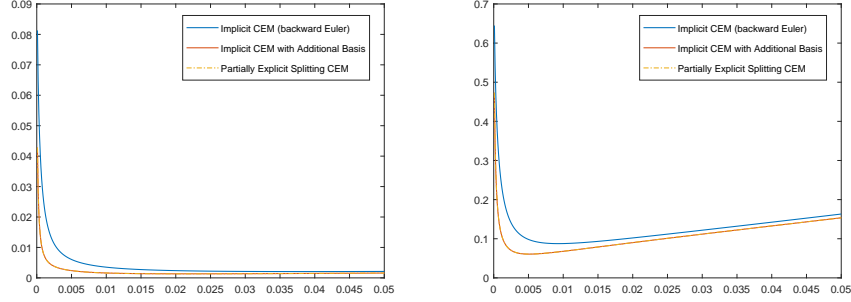 0.09
0.08
0.07
0.06
0.05
0.04
0.03
0.02
0.01
0
0 0.005 0.01 0.015 0.02 0.025 0.03 0.035 0.04 0.045 0.05
Implicit CEM (backward Euler)
Implicit CEM with Additional Basis
Partially Explicit Splitting CEM
0.7
0.6
0.5
0.4
0.3
0.2
0.1
0
0 0.005 0.01 0.015 0.02 0.025 0.03 0.035 0.04 0.045 0.05
Implicit CEM (backward Euler)
Implicit CEM with Additional Basis
Partially Explicit Splitting CEM